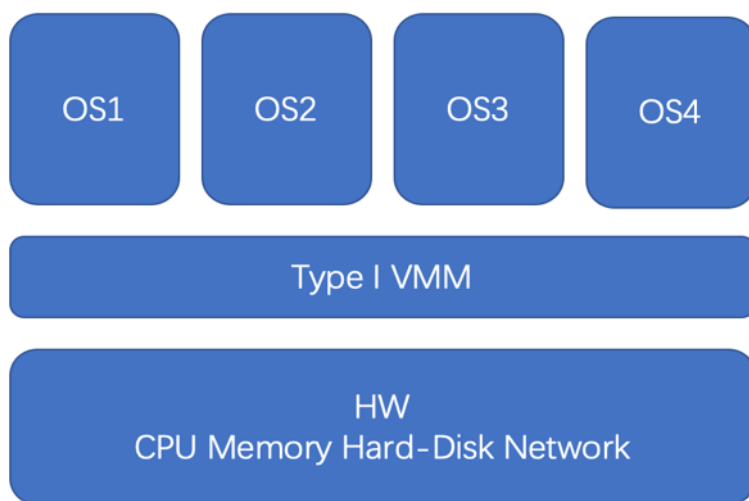 OS1
OS2
OS3
OS4
Type I VMM
HW
CPU Memory Hard-Disk Network